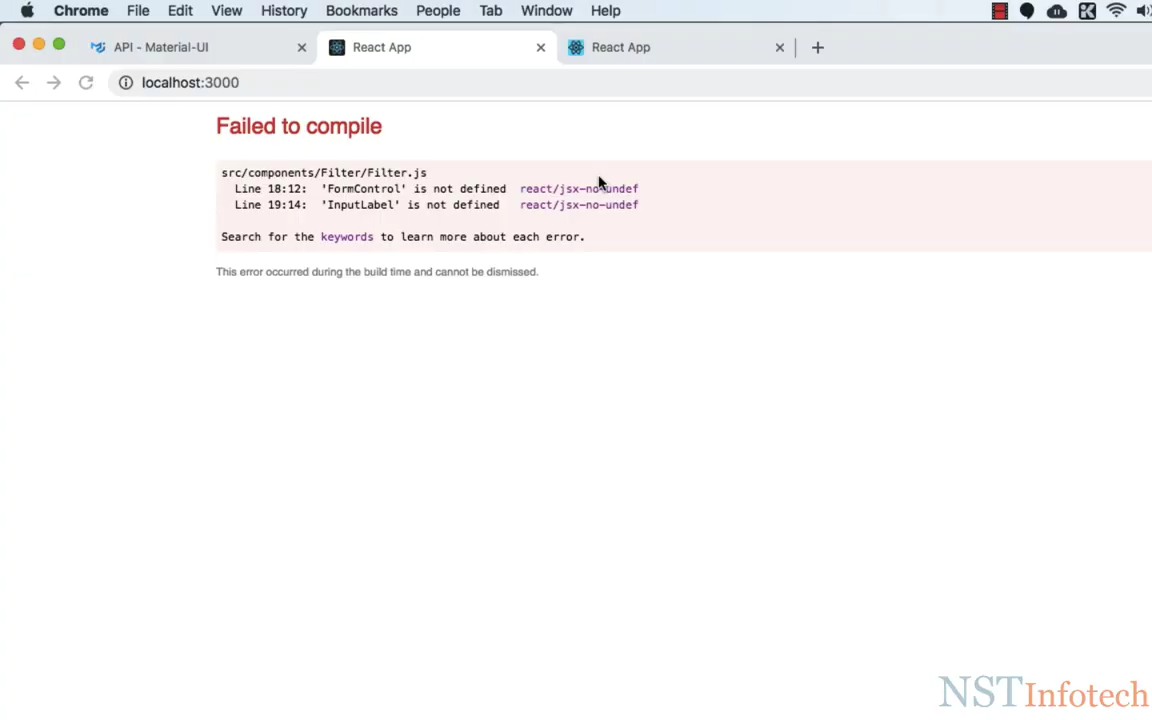 Chrome File Edit View History Bookmarks People Tab Window Help
API - Material-UI React App React App
localhost:3000
Failed to compile
src/components/Filter/Filter.js
Line 18:12: 'FormControl' is not defined react/jsx-no-undef
Line 19:14: 'InputLabel' is not defined react/jsx-no-undef
Search for the keywords to learn more about each error.
This error occurred during the build time and cannot be dismissed.
NSTInfotech